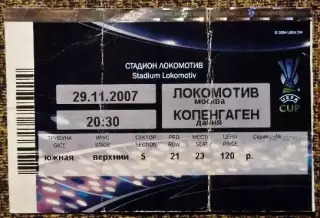 СТАДИОН ЛОКОМОТИВ
Stadium Lokomotiv
29.11.2007
ЛОКОМОТИВ
МОСКВА
20:30
КОПЕНГАГЕН
ДАНИЯ
UEFA
CUP
ТРИБУНА ЯРУС СЕКТОР РЯД МЕСТО ЦЕНА
GATE STAGE SECTION ROW SEAT PRICE
южная верхний 5 21 23 120 р.